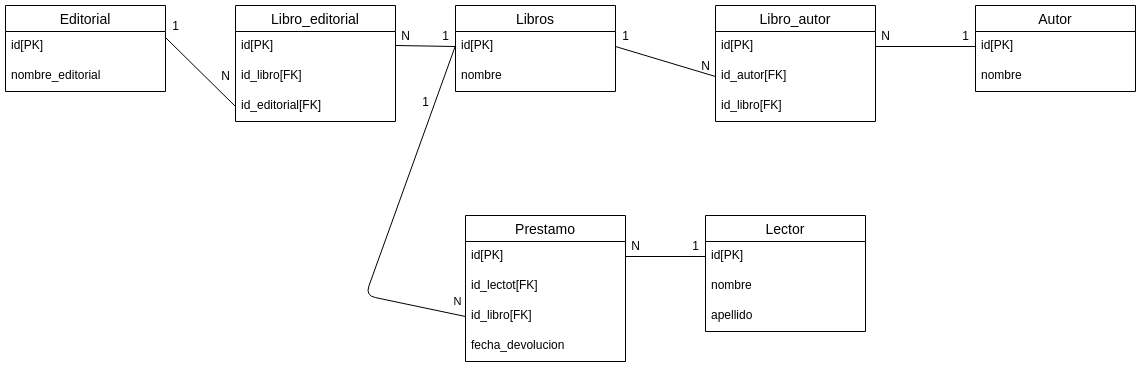 Editorial
id[PK]
nombre_editorial
1
N
Libro_editorial
id[PK]
id_libro[FK]
id_editorial[FK]
N
1
Libros
id[PK]
nombre
1
N
Libro_autor
id[PK]
id_autor[FK]
id_libro[FK]
N
1
Autor
id[PK]
nombre
1
N
Prestamo
id[PK]
id_lectot[FK]
id_libro[FK]
fecha_devolucion
N
1
Lector
id[PK]
nombre
apellido